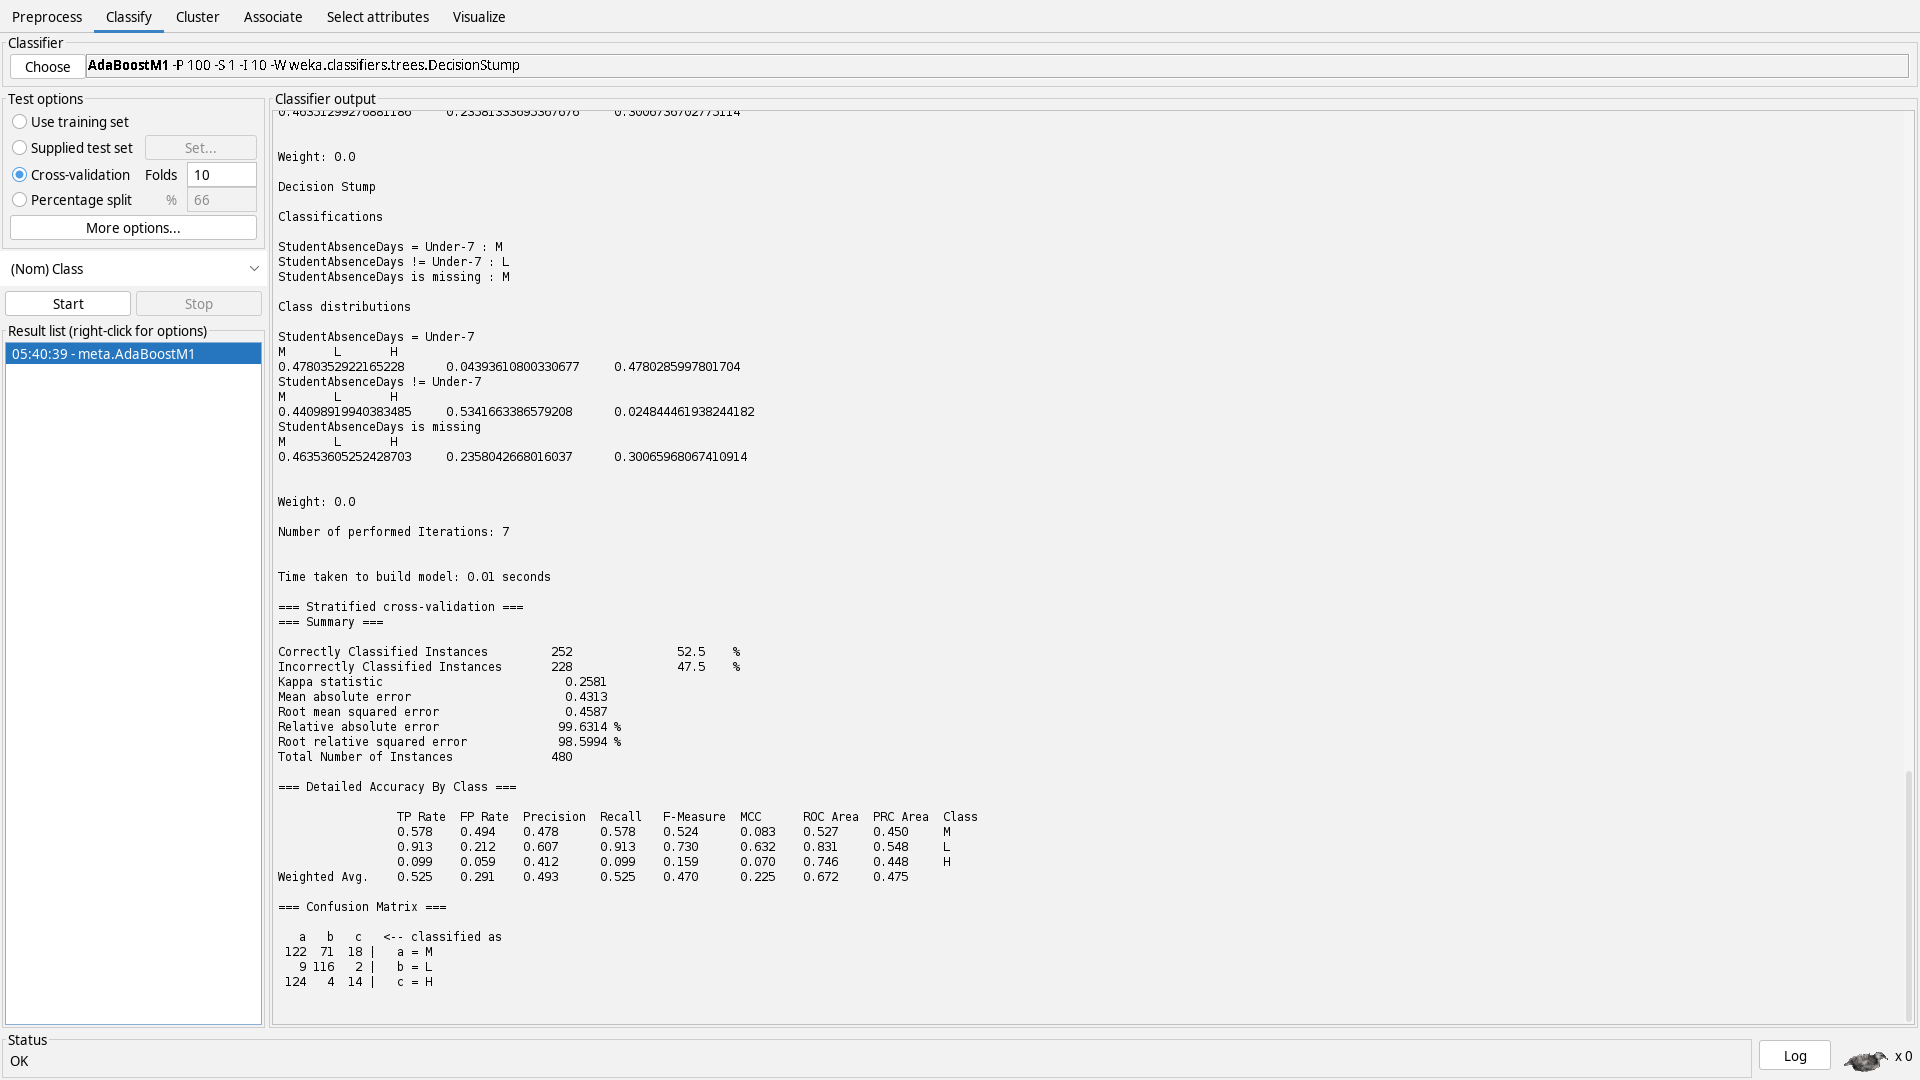 Preprocess Classify Cluster Associate Select attributes Visualize
Classifier
Choose AdaBoostM1 -P 100 -S 1 -I 10 -W weka.classifiers.trees.DecisionStump
Test options
Use training set
Supplied test set Set...
Cross-validation Folds 10
Percentage split % 66
More options...
(Nom) Class
Start Stop
Result list (right-click for options)
05:40:39 - meta.AdaBoostM1
Classifier output
Weight: 0.0
Decision Stump
Classifications
StudentAbsenceDays = Under-7 : M
StudentAbsenceDays != Under-7 : L
StudentAbsenceDays is missing : M
Class distributions
StudentAbsenceDays = Under-7
M L H
0.4780352922165228 0.04393610800330677 0.4780285997801704
StudentAbsenceDays != Under-7
M L H
0.44098919940383485 0.5341663386579208 0.024844461938244182
StudentAbsenceDays is missing
M L H
0.46353605252428703 0.2358042668016037 0.30065968067410914
Weight: 0.0
Number of performed Iterations: 7
Time taken to build model: 0.01 seconds
=== Stratified cross-validation ===
=== Summary ===
Correctly Classified Instances 252 52.5 %
Incorrectly Classified Instances 228 47.5 %
Kappa statistic 0.2581
Mean absolute error 0.4313
Root mean squared error 0.4587
Relative absolute error 99.6314 %
Root relative squared error 98.5994 %
Total Number of Instances 480
=== Detailed Accuracy By Class ===
TP Rate FP Rate Precision Recall F-Measure MCC ROC Area PRC Area Class
0.578 0.494 0.478 0.578 0.524 0.083 0.527 0.450 M
0.913 0.212 0.607 0.913 0.730 0.632 0.831 0.548 L
0.099 0.059 0.412 0.099 0.159 0.070 0.746 0.448 H
Weighted Avg. 0.525 0.291 0.493 0.525 0.470 0.225 0.672 0.475
=== Confusion Matrix ===
a b c <-- classified as
122 71 18 | a = M
9 116 2 | b = L
124 4 14 | c = H
Status
OK
Log x 0